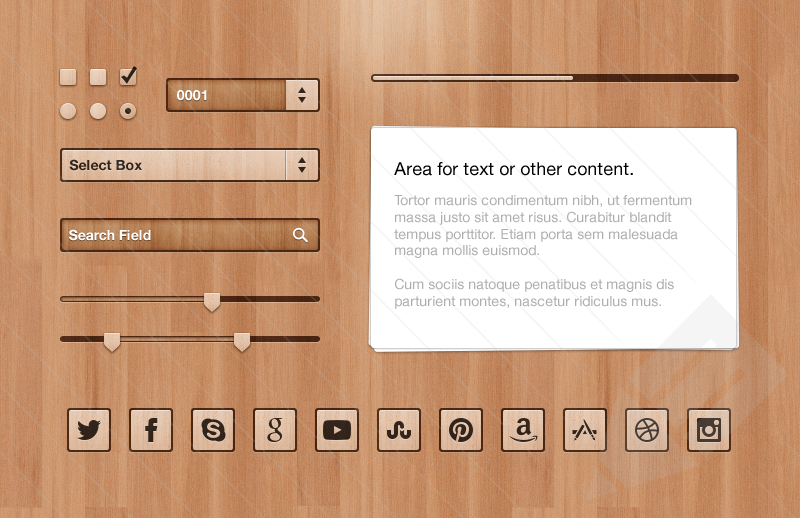 0001
Select Box
Search Field
Area for text or other content.
Tortor mauris condimentum nibh, ut fermentum
massa justo sit amet risus. Curabitur blandit
tempus porttitor. Etiam porta sem malesuada
magna mollis euismod.
Cum sociis natoque penatibus et magnis dis
parturient montes, nascetur ridiculus mus.